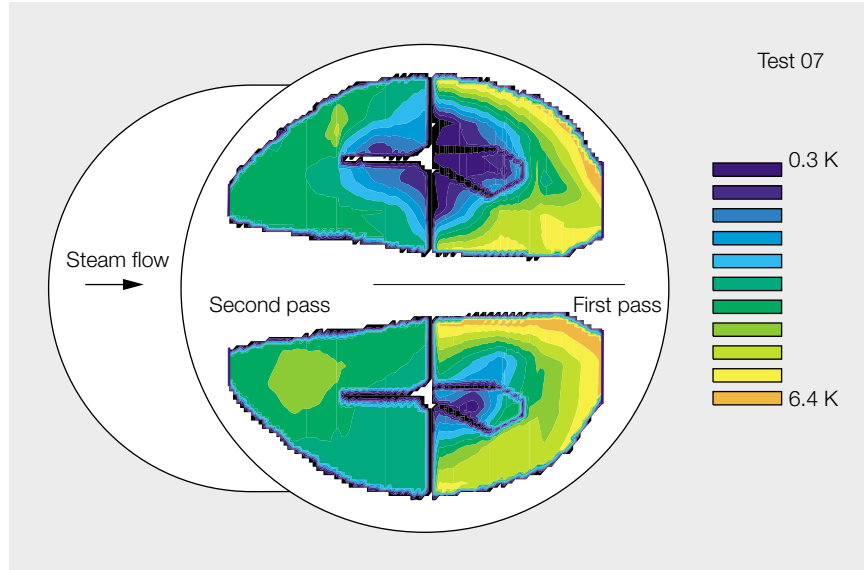 Test 07
0.3 K
Steam flow
Second pass
First pass
6.4 K